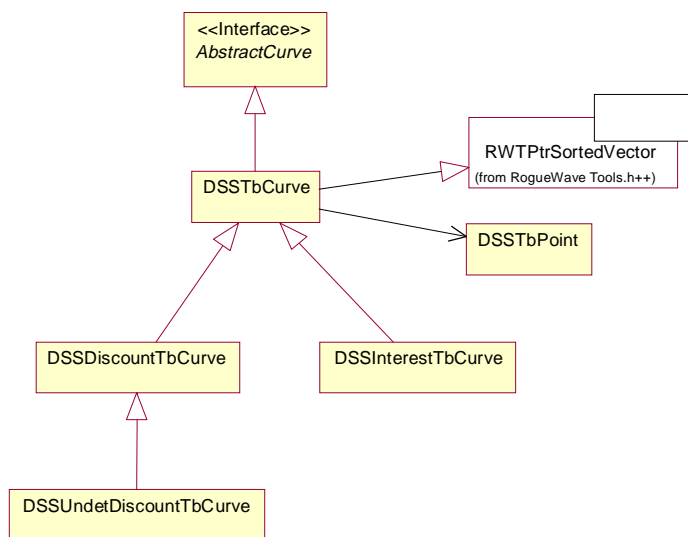 <<Interface>>
AbstractCurve
RWTPtrSortedVector
(from RogueWave Tools.h++)
DSSTbCurve
DSSTbPoint
DSSDiscountTbCurve
DSSInterestTbCurve
DSSUndetDiscountTbCurve